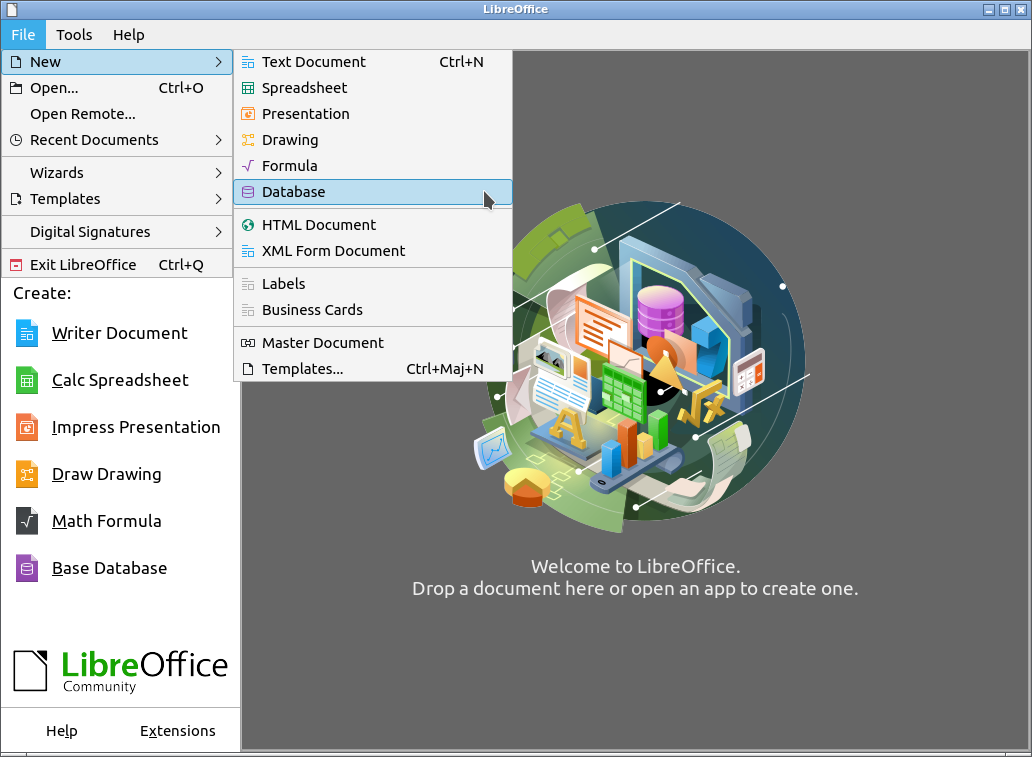 LibreOffice
File Tools Help
New
Open... Ctrl+O
Open Remote...
Recent Documents
Wizards
Templates
Digital Signatures
Exit LibreOffice Ctrl+Q
Text Document Ctrl+N
Spreadsheet
Presentation
Drawing
Formula
Database
HTML Document
XML Form Document
Labels
Business Cards
Master Document
Templates... Ctrl+Maj+N
Create:
Writer Document
Calc Spreadsheet
Impress Presentation
Draw Drawing
Math Formula
Base Database
LibreOffice
Community
Help Extensions
Welcome to LibreOffice.
Drop a document here or open an app to create one.